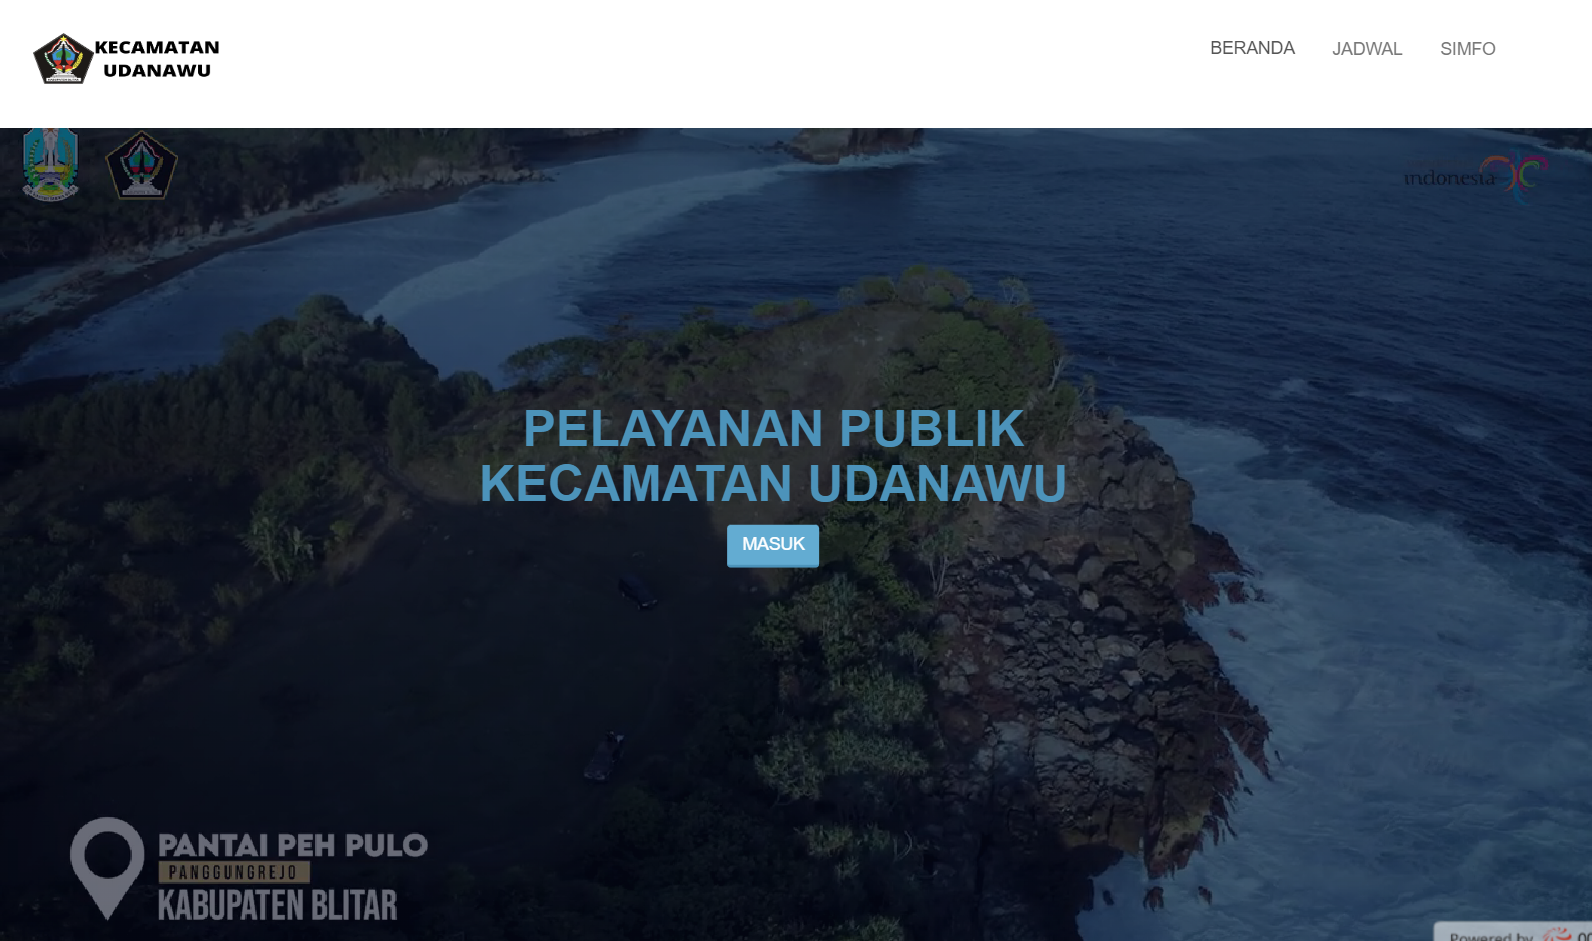 KECAMATAN
UDANAWU
BERANDA
JADWAL
SIMFO
indonesia
PELAYANAN PUBLIK
KECAMATAN UDANAWU
MASUK
PANTAI PEH PULO
PANGGUNGREJO
KABUPATEN BLITAR
Powered by